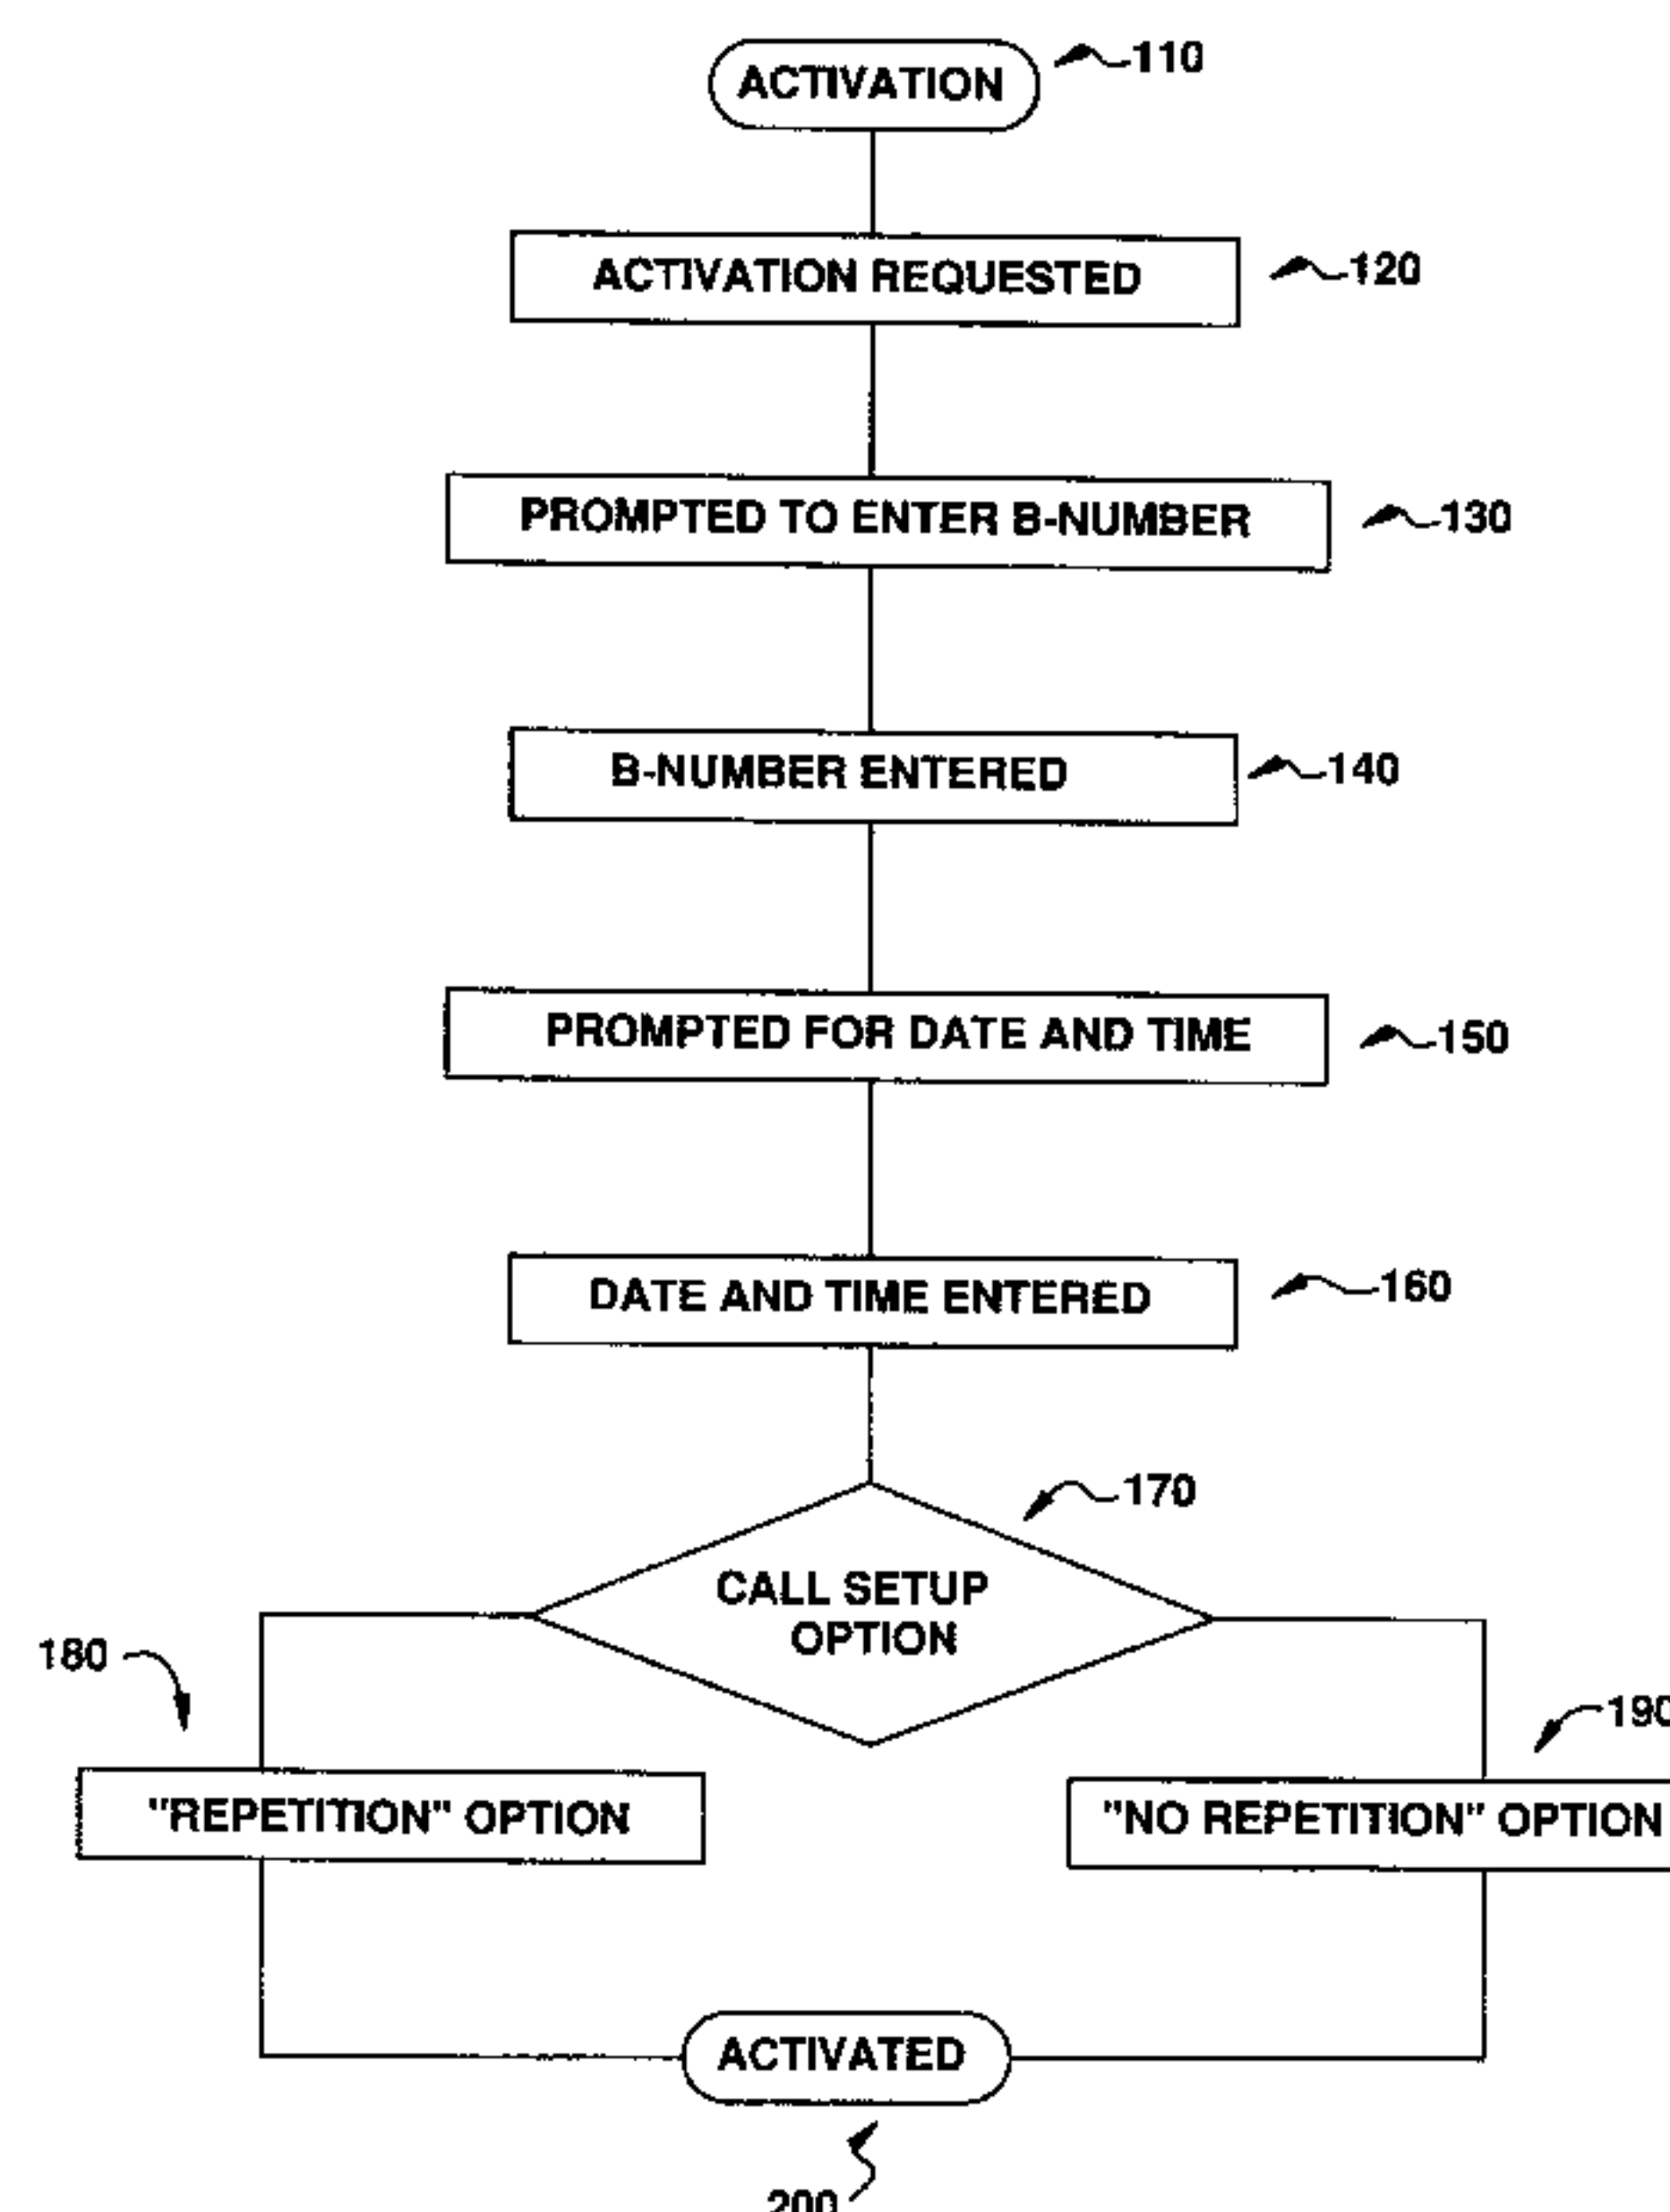 ACTIVATION
110
ACTIVATION REQUESTED
120
PROMPTED TO ENTER B-NUMBER
130
B-NUMBER ENTERED
140
PROMPTED FOR DATE AND TIME
150
DATE AND TIME ENTERED
160
170
CALL SETUP
OPTION
180
190
"REPETITION" OPTION
"NO REPETITION" OPTION
ACTIVATED
200